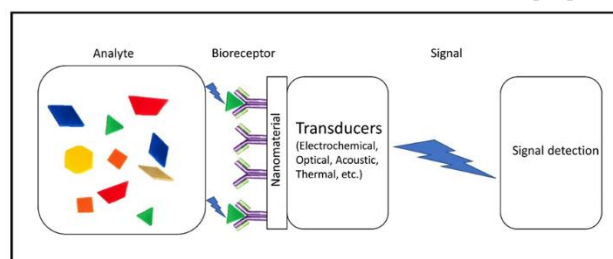 Analyte
Bioreceptor
Signal
Nanomaterial
Transducers
(Electrochemical,
Optical, Acoustic,
Thermal, etc.)
Signal detection